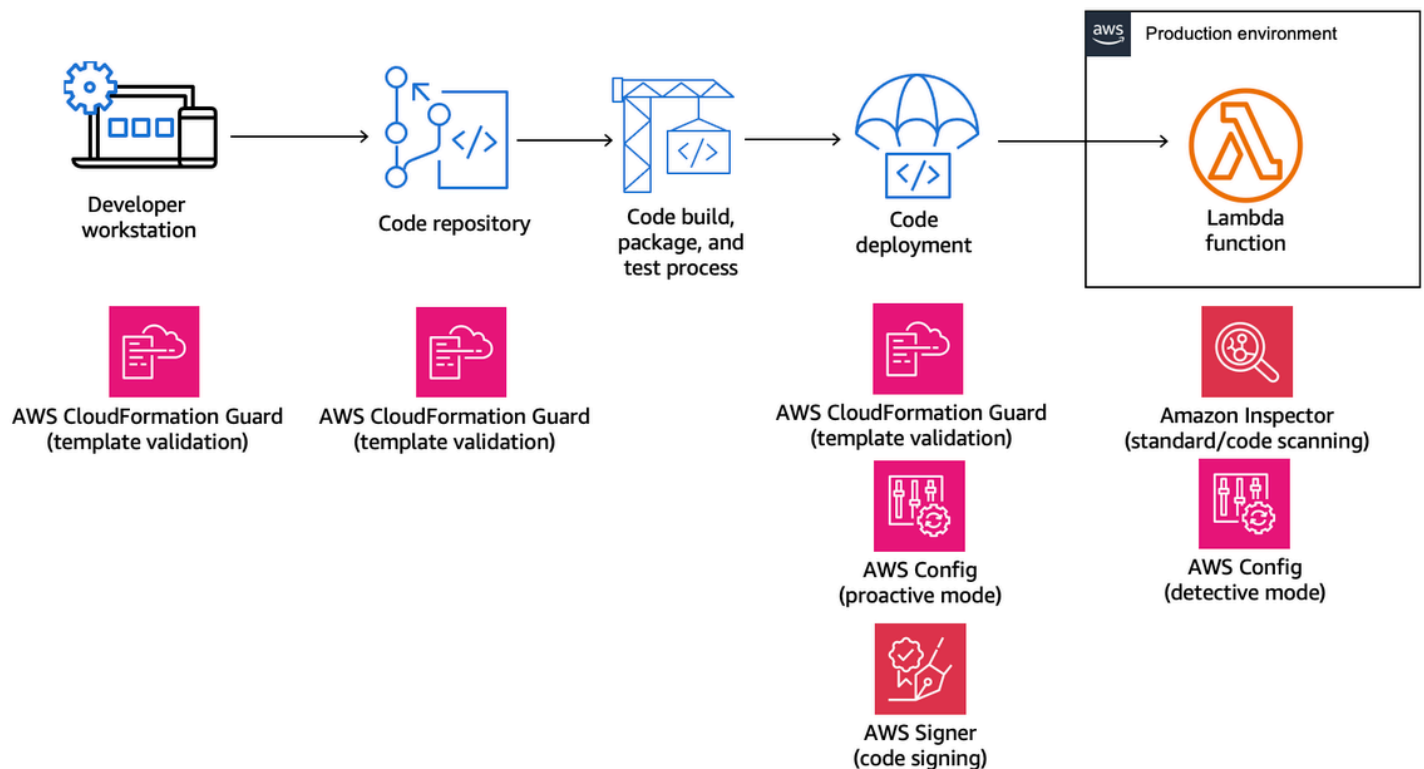 aws
Production environment
</>
</>
</>
Developer
workstation
Code repository
Code build,
package, and
test process
Code
deployment
Lambda
function
AWS CloudFormation Guard
(template validation)
AWS CloudFormation Guard
(template validation)
AWS CloudFormation Guard
(template validation)
Amazon Inspector
(standard/code scanning)
AWS Config
(proactive mode)
AWS Config
(detective mode)
AWS Signer
(code signing)